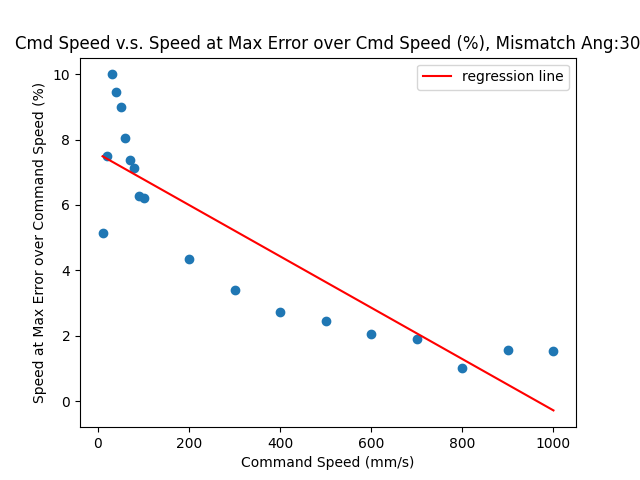 Cmd Speed v.s. Speed at Max Error over Cmd Speed (%), Mismatch Ang:30
regression line
Speed at Max Error over Command Speed (%)
10
8
6
4
2
0
0 200 400 600 800 1000
Command Speed (mm/s)